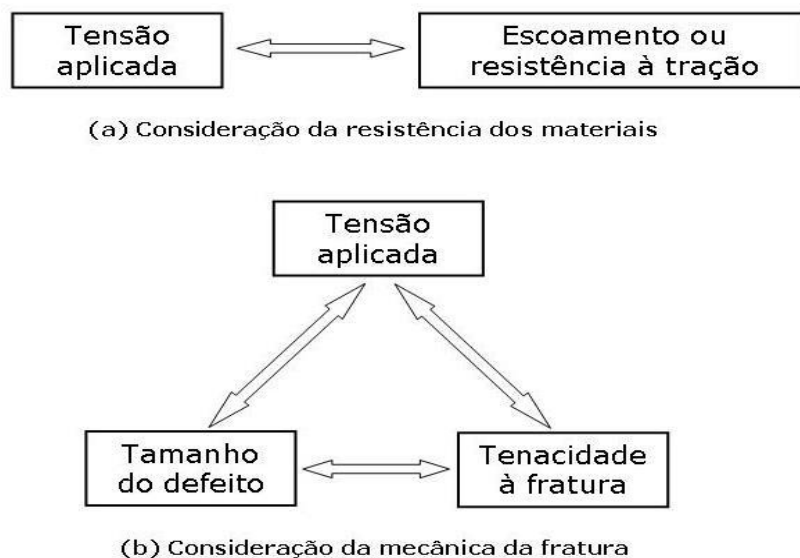 Tensão
aplicada
Escoamento ou
resistência à tração
(a) Consideração da resistência dos materiais
Tensão
aplicada
Tamanho
do defeito
Tenacidade
à fratura
(b) Consideração da mecânica da fratura